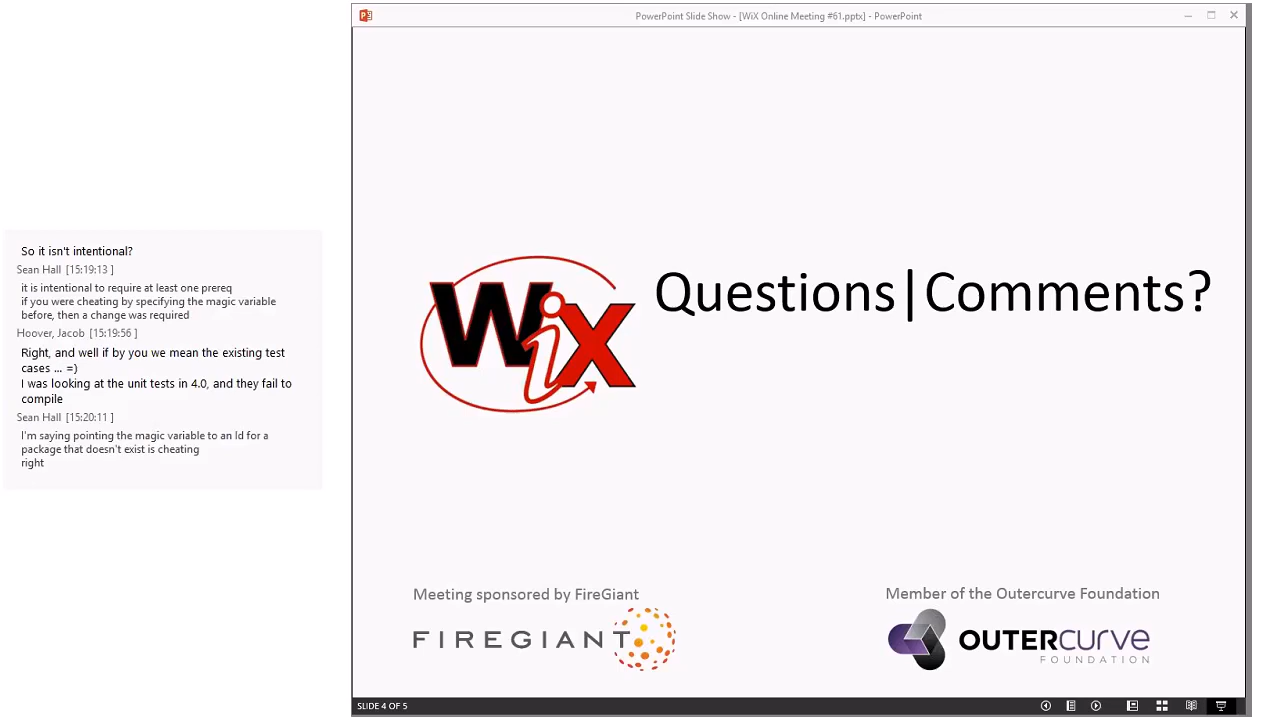 PowerPoint Slide Show - [WiX Online Meeting #61.pptx] - PowerPoint
So it isn't intentional?
Sean Hall [15:19:13 ]
it is intentional to require at least one prereq
if you were cheating by specifying the magic variable
before, then a change was required
Hoover, Jacob [15:19:56 ]
Right, and well if by you we mean the existing test
cases ... =)
I was looking at the unit tests in 4.0, and they fail to
compile
Sean Hall [15:20:11 ]
I'm saying pointing the magic variable to an Id for a
package that doesn't exist is cheating
right
WiX
Questions|Comments?
Meeting sponsored by FireGiant
FIREGIANT
Member of the Outercurve Foundation
OUTERCURVE
FOUNDATION
SLIDE 4 OF 5